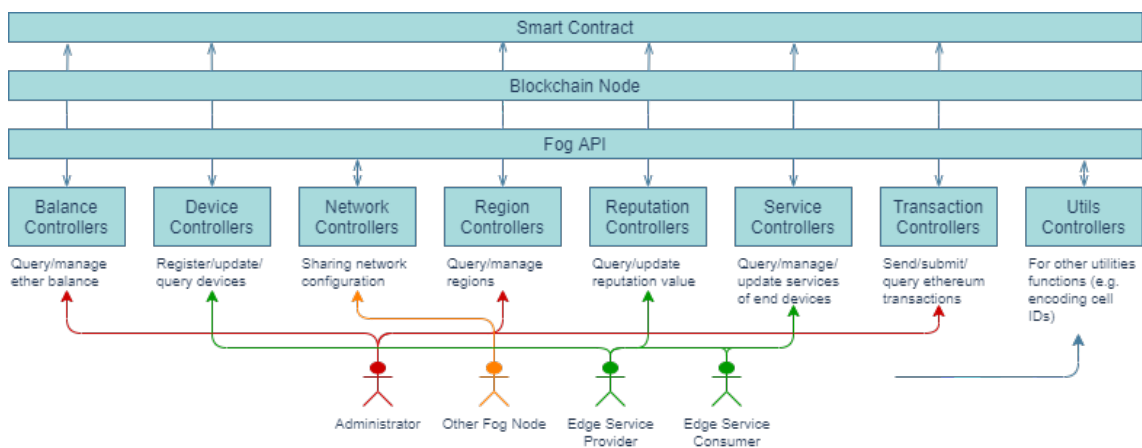 Smart Contract
Blockchain Node
Fog API
Balance
Controllers
Device
Controllers
Network
Controllers
Region
Controllers
Reputation
Controllers
Service
Controllers
Transaction
Controllers
Utils
Controllers
Query/manage
ether balance
Register/update/
query devices
Sharing network
configuration
Query/manage
regions
Query/update
reputation value
Query/manage/
update services
of end devices
Send/submit/
query ethereum
transactions
For other utilities
functions (e.g.
encoding cell
IDs)
Administrator
Other Fog Node
Edge Service
Provider
Edge Service
Consumer